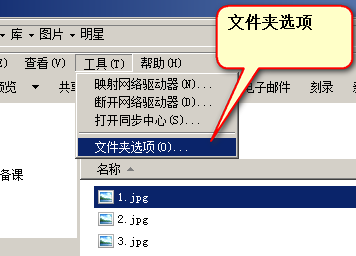 文件夹选项
库 图片 明星
) 查看(V) 工具(T) 帮助(H)
映射网络驱动器(N)...
断开网络驱动器(D)...
打开同步中心(S)...
文件夹选项(O)...
预览 共享 电子邮件 刻录
名称
备课
1.jpg
2.jpg
3.jpg